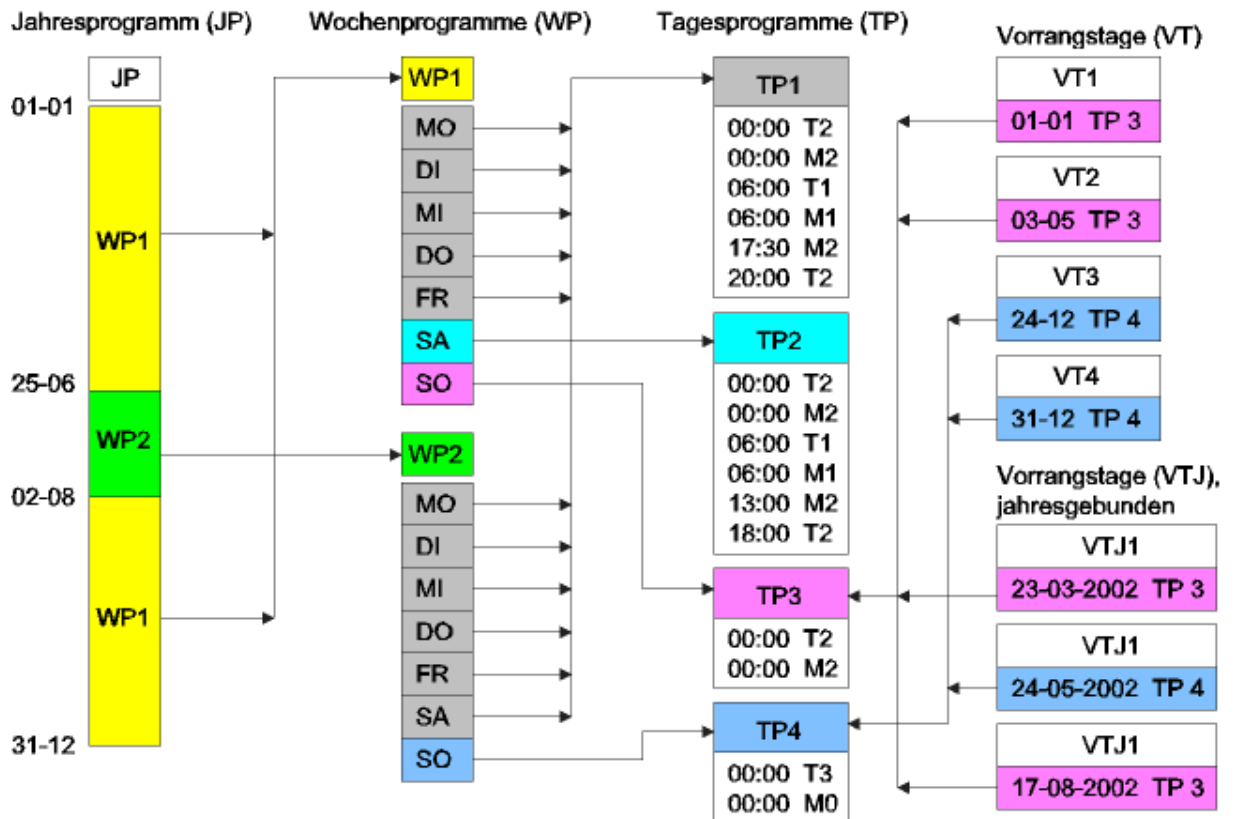 Jahresprogramm (JP)
JP
01-01
WP1
25-06
WP2
02-08
WP1
31-12
Wochenprogramme (WP)
WP1
MO
DI
MI
DO
FR
SA
SO
WP2
MO
DI
MI
DO
FR
SA
SO
Tagesprogramme (TP)
TP1
00:00 T2
00:00 M2
06:00 T1
06:00 M1
17:30 M2
20:00 T2
TP2
00:00 T2
00:00 M2
06:00 T1
06:00 M1
13:00 M2
18:00 T2
TP3
00:00 T2
00:00 M2
TP4
00:00 T3
00:00 M0
Vorrangstage (VT)
VT1
01-01 TP 3
VT2
03-05 TP 3
VT3
24-12 TP 4
VT4
31-12 TP 4
Vorrangstage (VTJ),
jahresgebunden
VTJ1
23-03-2002 TP 3
VTJ1
24-05-2002 TP 4
VTJ1
17-08-2002 TP 3